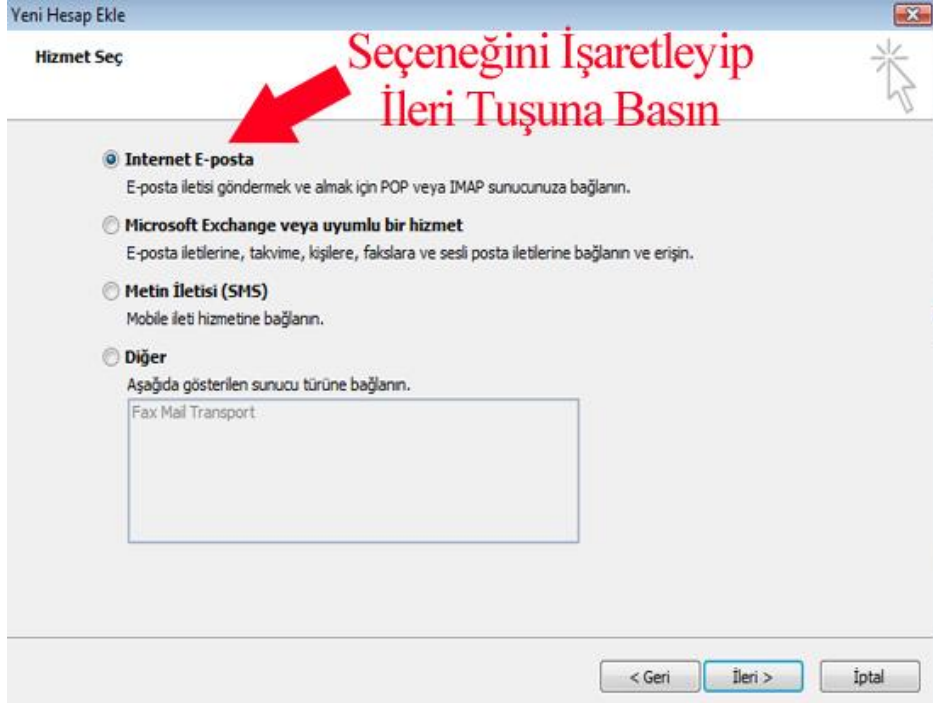 Yeni Hesap Ekle
Hizmet Seç
Seçeneğini İşaretleyip
İleri Tuşuna Basın
Internet E-posta
E-posta iletisi göndermek ve almak için POP veya IMAP sunucunuza bağlanın.
Microsoft Exchange veya uyumlu bir hizmet
E-posta iletilerine, takvime, kişilere, fakslara ve sesli posta iletilerine bağlanın ve erişin.
Metin İletisi (SMS)
Mobile ileti hizmetine bağlanın.
Diğer
Aşağıda gösterilen sunucu türüne bağlanın.
Fax Mail Transport
< Geri
İleri >
İptal